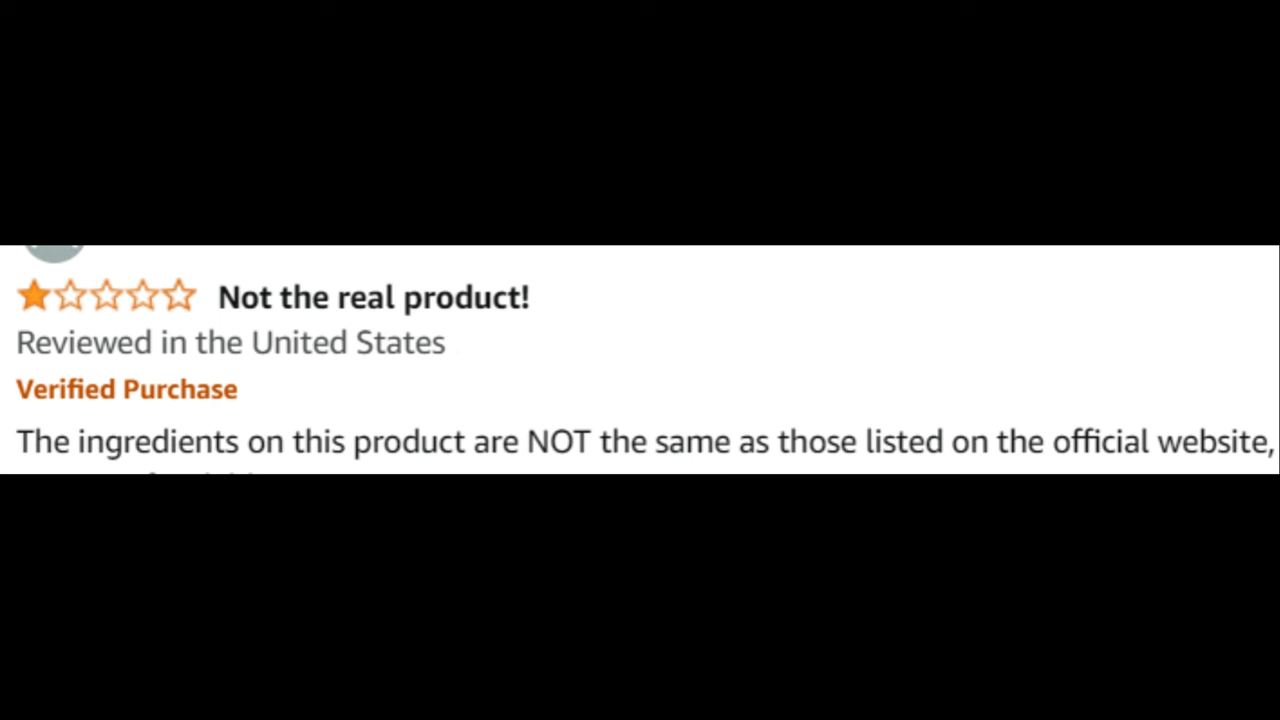 Not the real product!
Reviewed in the United States
Verified Purchase
The ingredients on this product are NOT the same as those listed on the official website,